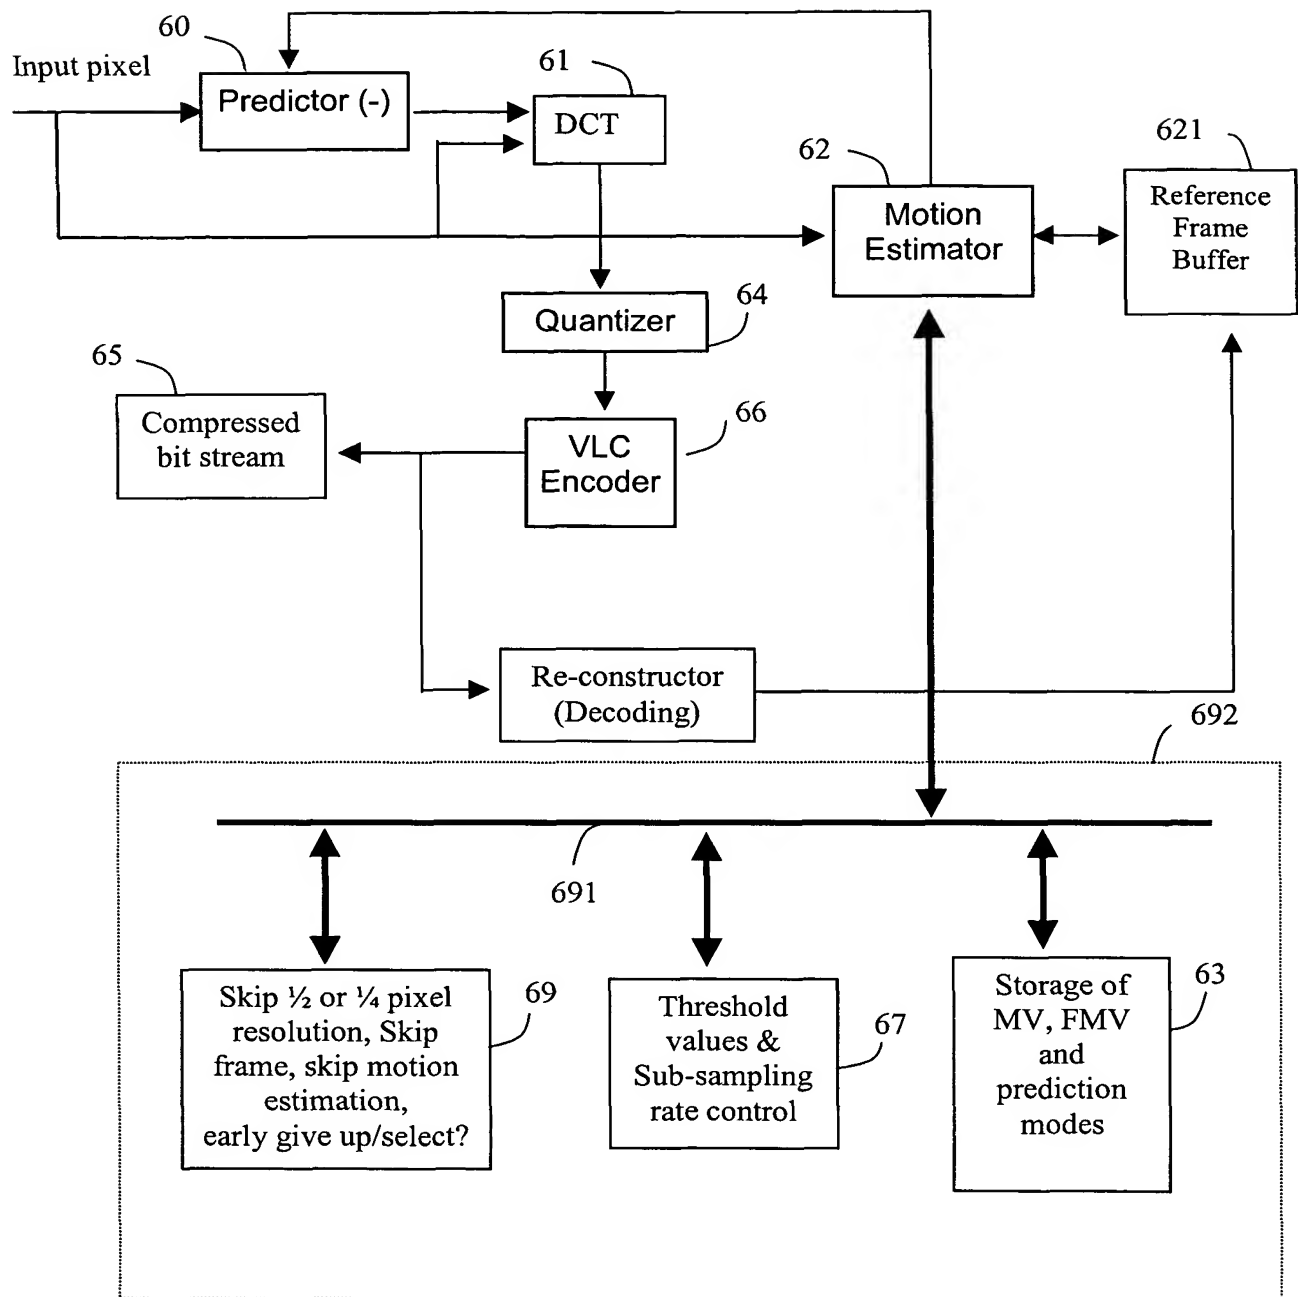 60
Input pixel
Predictor (-)
61
DCT
62
Motion
Estimator
621
Reference
Frame
Buffer
64
Quantizer
65
Compressed
bit stream
66
VLC
Encoder
Re-constructor
(Decoding)
692
691
Skip ½ or ¼ pixel
resolution, Skip
frame, skip motion
estimation,
early give up/select?
69
Threshold
values &
Sub-sampling
rate control
67
Storage of
MV, FMV
and
prediction
modes
63